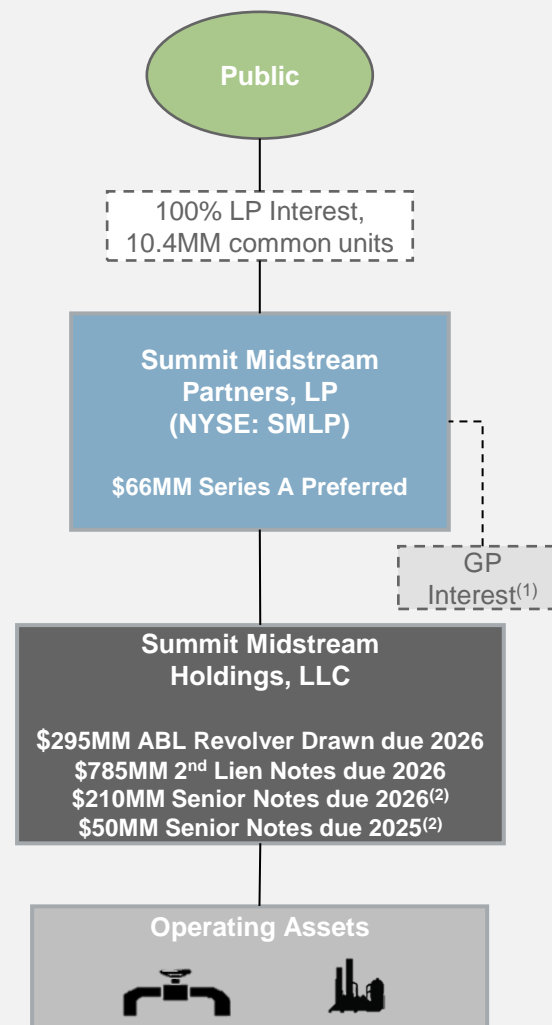 Public
100% LP Interest,
10.4MM common units
Summit Midstream
Partners, LP
(NYSE: SMLP)
$66MM Series A Preferred
GP
Interest(1)
Summit Midstream
Holdings, LLC
$295MM ABL Revolver Drawn due 2026
$785MM 2nd Lien Notes due 2026
$210MM Senior Notes due 2026(2)
$50MM Senior Notes due 2025(2)
Operating Assets